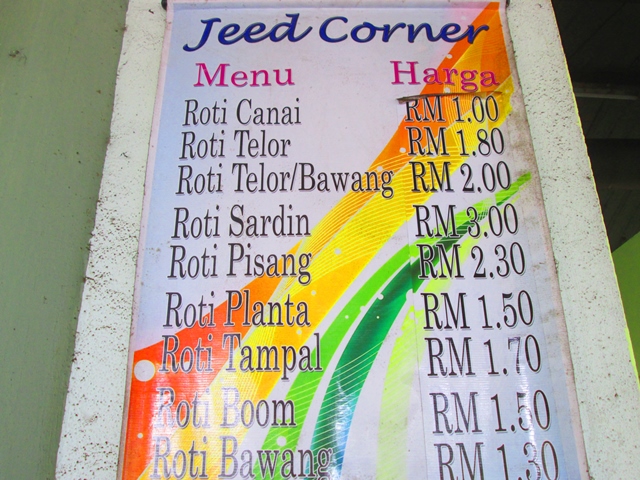 Jeed Corner
Menu Harga
Roti Canai RM 1.00
Roti Telor RM 1.80
Roti Telor/Bawang RM 2.00
Roti Sardin RM 3.00
Roti Pisang RM 2.30
Roti Planta RM 1.50
Roti Tampal RM 1.70
Roti Boom RM 1.50
Roti Bawang RM 1.30